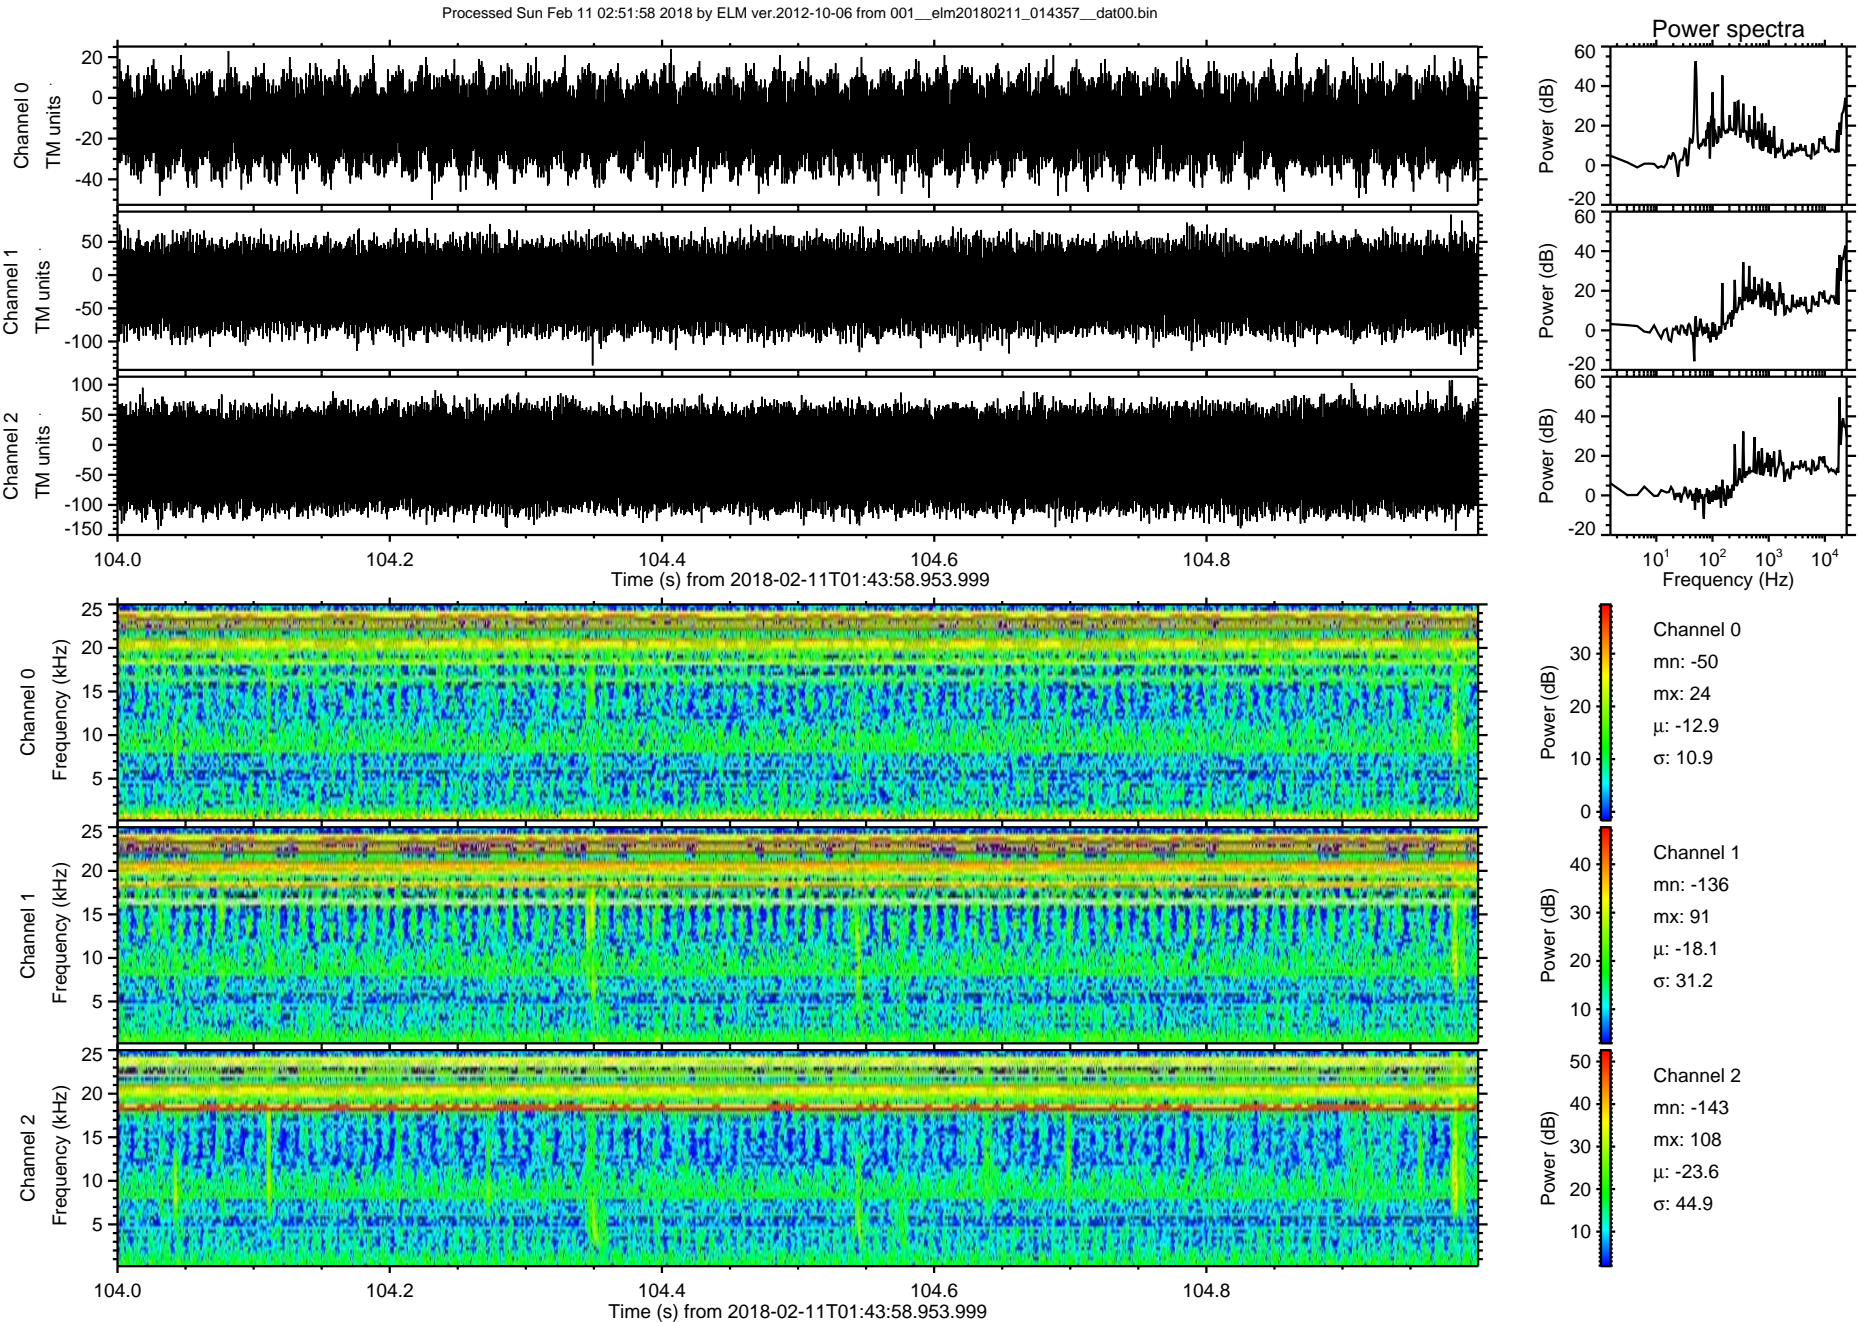 Processed Sun Feb 11 02:51:58 2018 by ELM ver.2012-10-06 from 001__elm20180211_014357__dat00.bin
Power spectra
Channel 0
TM units
20
0
-20
-40
Power (dB)
60
40
20
0
-20
Channel 1
TM units
50
0
-50
-100
Power (dB)
60
40
20
0
-20
Channel 2
TM units
100
50
0
-50
-100
-150
Power (dB)
60
40
20
0
-20
104.0 104.2 104.4 104.6 104.8
Time (s) from 2018-02-11T01:43:58.953.999
10^1 10^2 10^3 10^4
Frequency (Hz)
Channel 0
Frequency (kHz)
25
20
15
10
5
Power (dB)
30
20
10
0
Channel 0
mn: -50
mx: 24
μ: -12.9
σ: 10.9
Channel 1
Frequency (kHz)
25
20
15
10
5
Power (dB)
40
30
20
10
Channel 1
mn: -136
mx: 91
μ: -18.1
σ: 31.2
Channel 2
Frequency (kHz)
25
20
15
10
5
Power (dB)
50
40
30
20
10
Channel 2
mn: -143
mx: 108
μ: -23.6
σ: 44.9
104.0 104.2 104.4 104.6 104.8
Time (s) from 2018-02-11T01:43:58.953.999